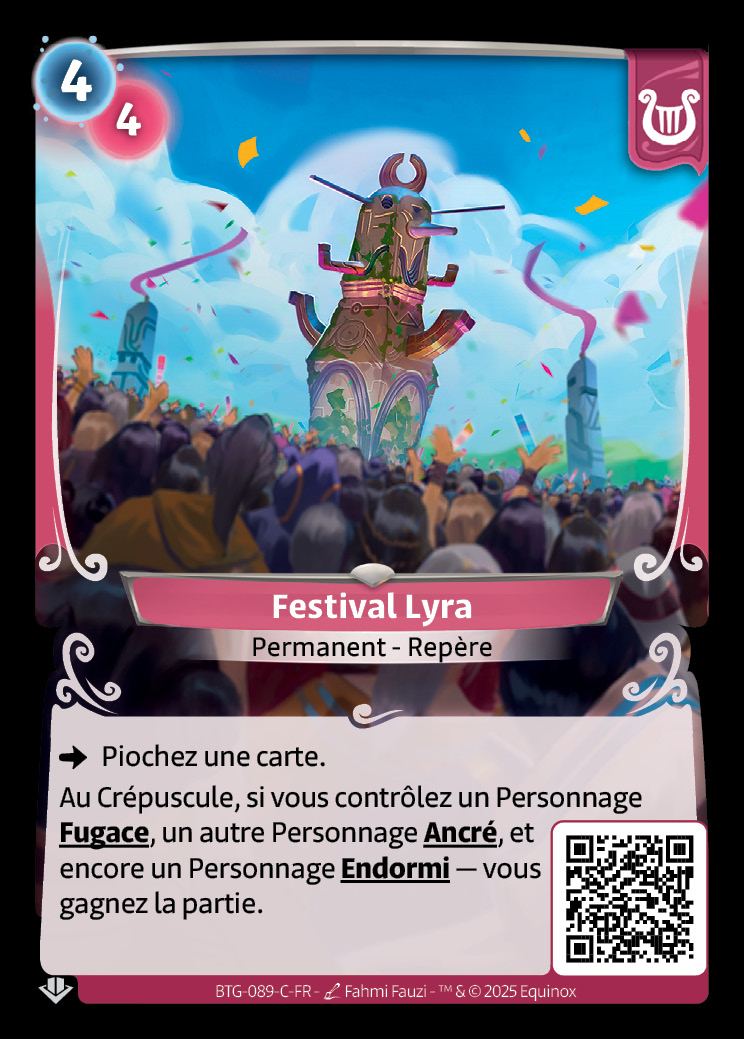 4
4
Festival Lyra
Permanent - Repère
Piochez une carte.
Au Crépuscule, si vous contrôlez un Personnage
Fugace, un autre Personnage Ancré, et
encore un Personnage Endormi — vous
gagnez la partie.
BTG-089-C-FR - Fahmi Fauzi - ™ & © 2025 Equinox